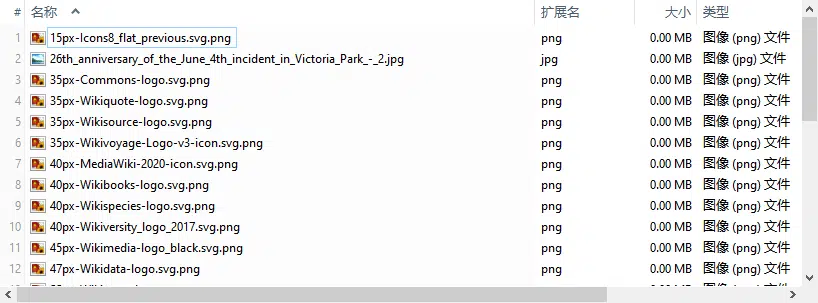 # 名称 扩展名 大小 类型
1 15px-Icons8_flat_previous.svg.png png 0.00 MB 图像 (png) 文件
2 26th_anniversary_of_the_June_4th_incident_in_Victoria_Park_-_2.jpg jpg 0.00 MB 图像 (jpg) 文件
3 35px-Commons-logo.svg.png png 0.00 MB 图像 (png) 文件
4 35px-Wikiquote-logo.svg.png png 0.00 MB 图像 (png) 文件
5 35px-Wikisource-logo.svg.png png 0.00 MB 图像 (png) 文件
6 35px-Wikivoyage-Logo-v3-icon.svg.png png 0.00 MB 图像 (png) 文件
7 40px-MediaWiki-2020-icon.svg.png png 0.00 MB 图像 (png) 文件
8 40px-Wikibooks-logo.svg.png png 0.00 MB 图像 (png) 文件
9 40px-Wikispecies-logo.svg.png png 0.00 MB 图像 (png) 文件
10 40px-Wikiversity_logo_2017.svg.png png 0.00 MB 图像 (png) 文件
11 45px-Wikimedia-logo_black.svg.png png 0.00 MB 图像 (png) 文件
12 47px-Wikidata-logo.svg.png png 0.00 MB 图像 (png) 文件